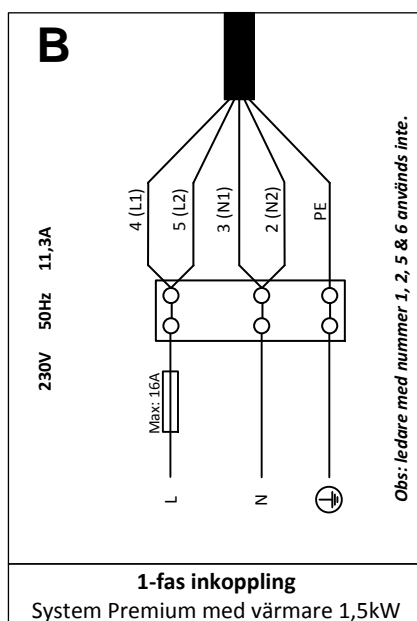 B
230V 50Hz 11,3A
4 (L1)
5 (L2)
3 (N1)
2 (N2)
PE
Max: 16A
L
N
Obs: ledare med nummer 1, 2, 5 & 6 används inte.
1-fas inkoppling
System Premium med värmare 1,5kW